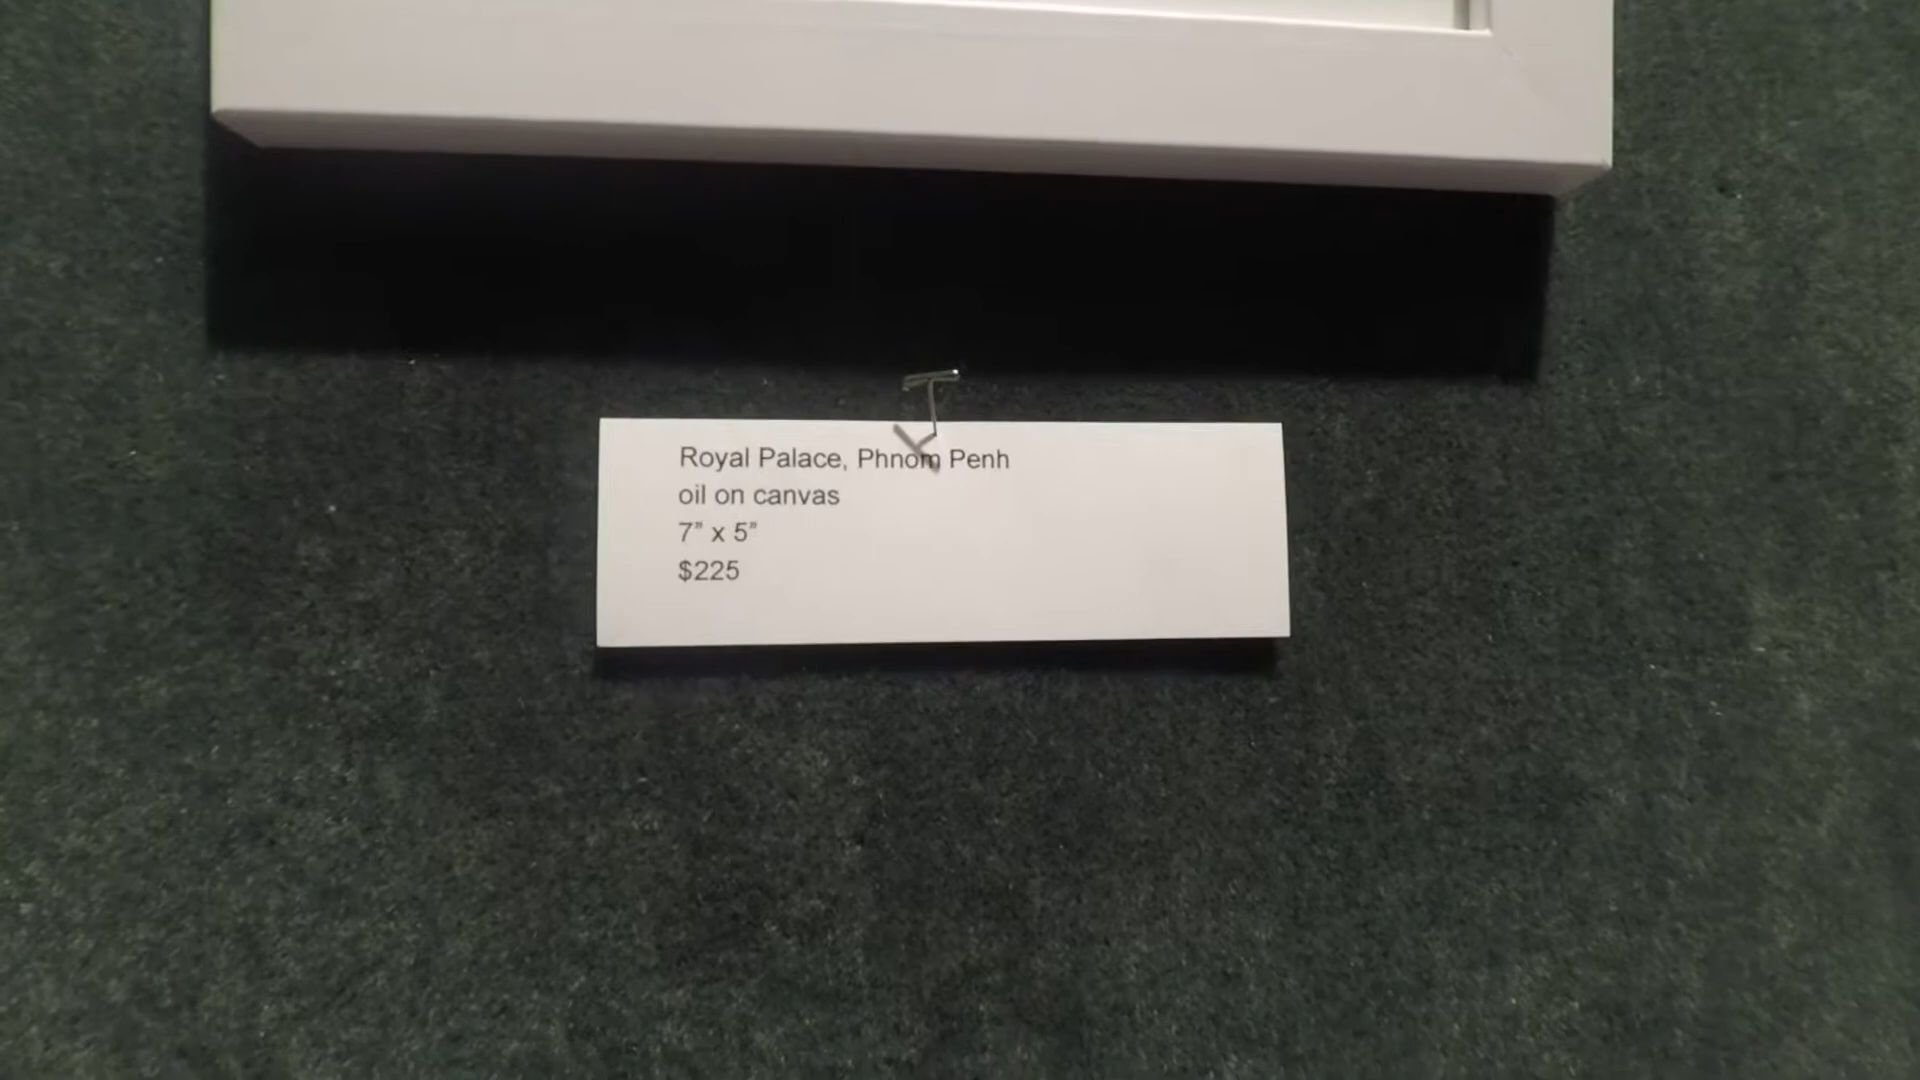 Royal Palace, Phnom Penh
oil on canvas
7” x 5”
$225